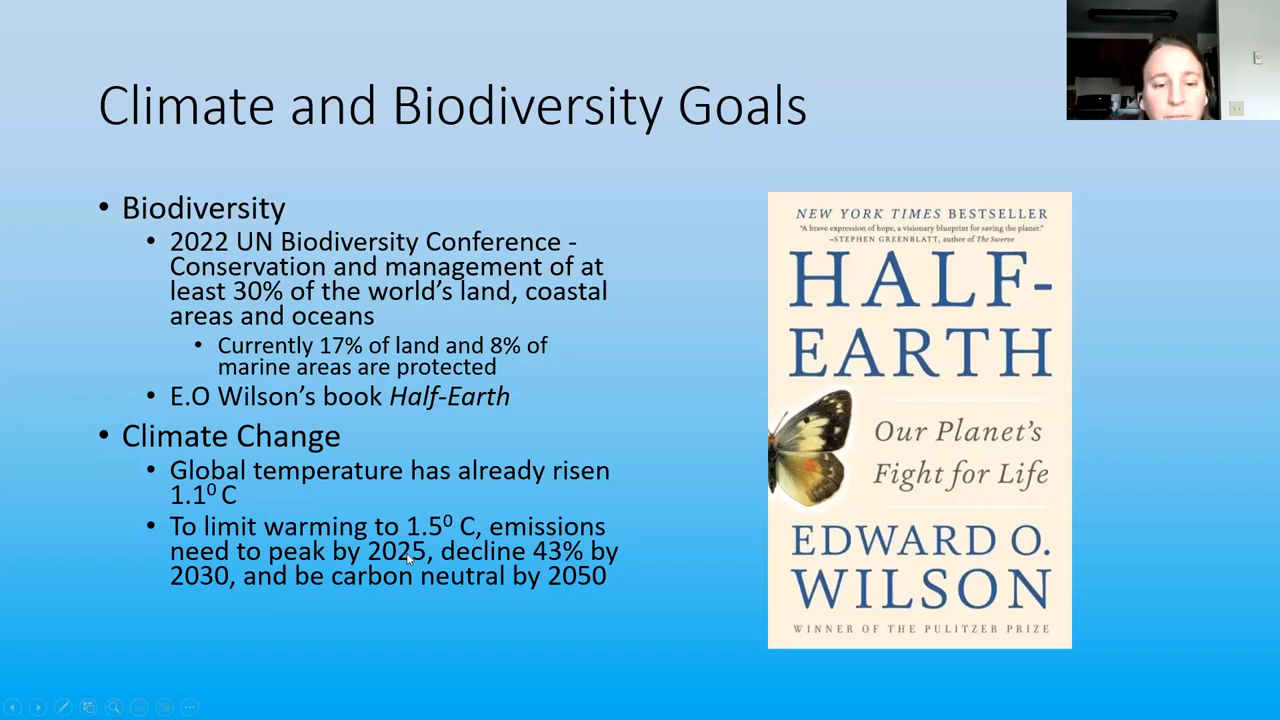 Climate and Biodiversity Goals
• Biodiversity
• 2022 UN Biodiversity Conference -
Conservation and management of at
least 30% of the world's land, coastal
areas and oceans
• Currently 17% of land and 8% of
marine areas are protected
• E.O Wilson's book Half-Earth
• Climate Change
• Global temperature has already risen
1.1⁰ C
• To limit warming to 1.5⁰ C, emissions
need to peak by 2025, decline 43% by
2030, and be carbon neutral by 2050
NEW YORK TIMES BESTSELLER
"A brave expression of hope, a visionary blueprint for saving the planet."
—STEPHEN GREENBLATT, author of The Swerve
HALF-
EARTH
Our Planet's
Fight for Life
EDWARD O.
WILSON
WINNER OF THE PULITZER PRIZE